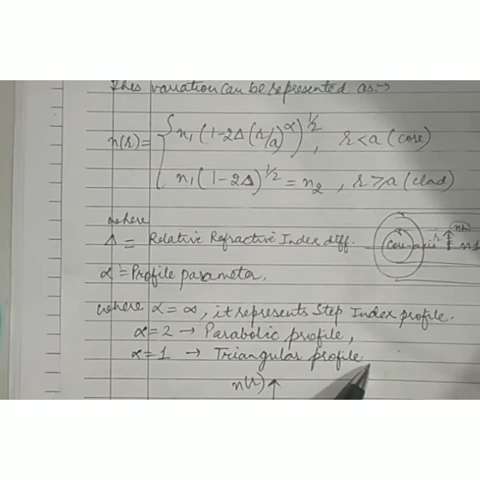 This variation can be represented as →
n(r) = { n₁ (1-2Δ (r/a)^α)^1/2 , r < a (core)
n₁ (1-2Δ)^1/2 = n₂ , r ≥ a (clad)
where
Δ = Relative Refractive Index diff.
α = Profile parameter,
where α = ∞, it represents Step Index profile.
α = 2 → Parabolic profile,
α = 1 → Triangular profile
n(r) ↑